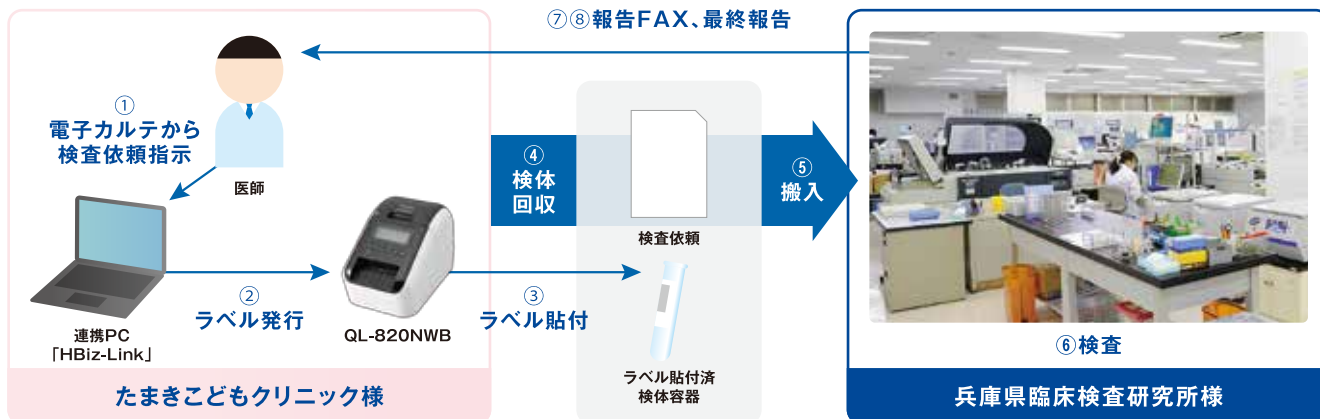 ⑦⑧報告FAX、最終報告
①
電子カルテから
検査依頼指示
医師
連携PC
「HBiz-Link」
②
ラベル発行
QL-820NWB
③
ラベル貼付
④
検体
回収
検査依頼
ラベル貼付済
検体容器
⑤
搬入
⑥検査
たまきこどもクリニック様
兵庫県臨床検査研究所様